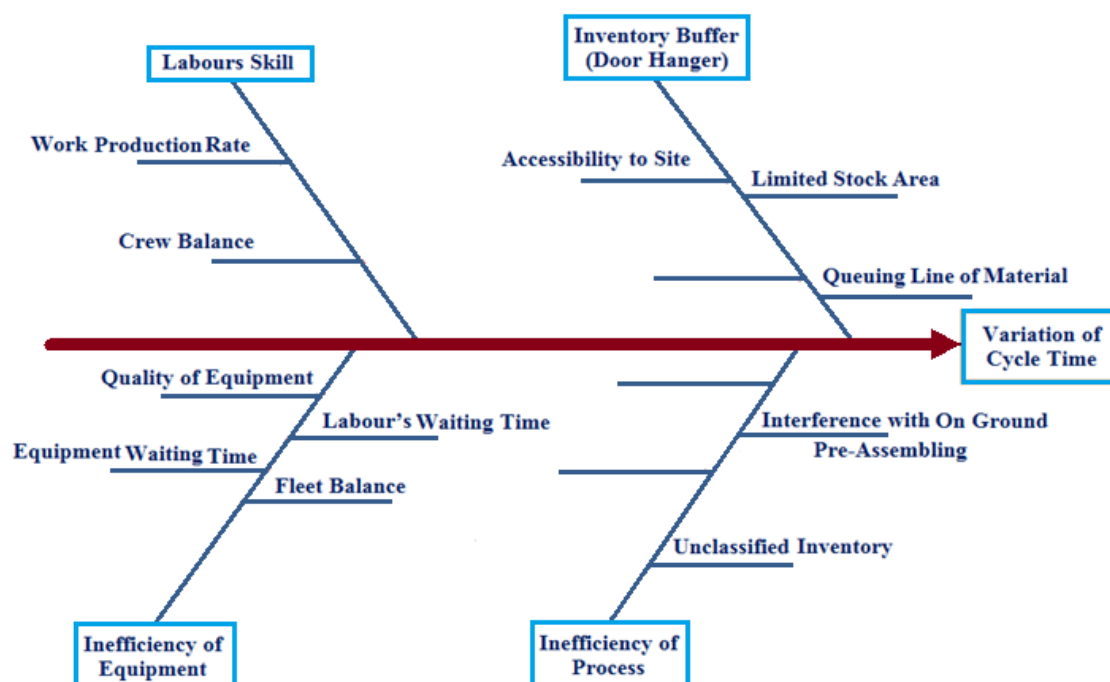 Labours Skill
Inventory Buffer
(Door Hanger)
Work Production Rate
Accessibility to Site
Limited Stock Area
Crew Balance
Queuing Line of Material
Variation of
Cycle Time
Quality of Equipment
Labour's Waiting Time
Equipment Waiting Time
Fleet Balance
Interference with On Ground
Pre-Assembling
Unclassified Inventory
Inefficiency of
Equipment
Inefficiency of
Process